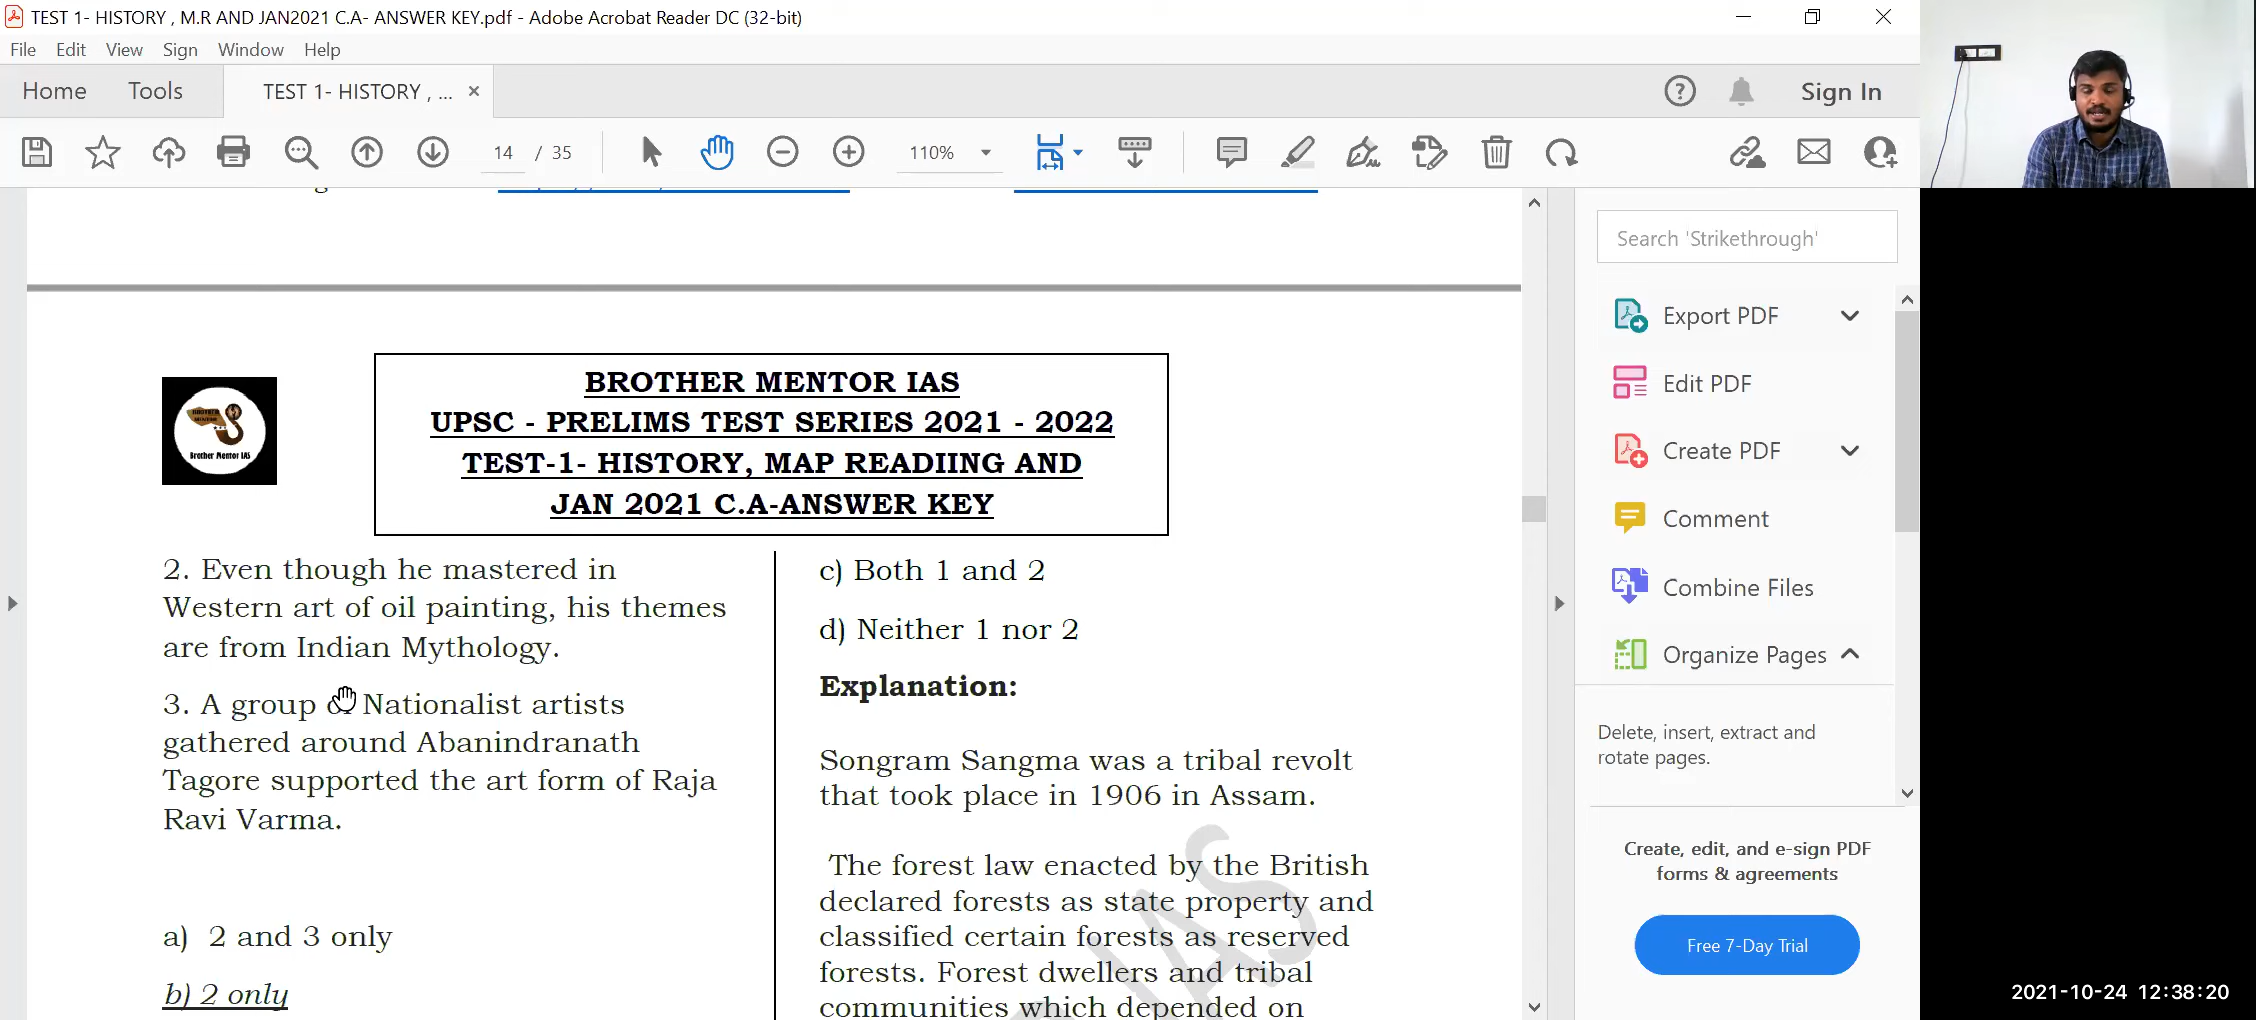 TEST 1- HISTORY , M.R AND JAN2021 C.A- ANSWER KEY.pdf - Adobe Acrobat Reader DC (32-bit)
File Edit View Sign Window Help
Home Tools TEST 1- HISTORY , ... × Sign In
14 / 35 110%
BROTHER MENTOR IAS
UPSC - PRELIMS TEST SERIES 2021 - 2022
TEST-1- HISTORY, MAP READIING AND
JAN 2021 C.A-ANSWER KEY
Brother Mentor IAS
2. Even though he mastered in
Western art of oil painting, his themes
are from Indian Mythology.
3. A group Nationalist artists
gathered around Abanindranath
Tagore supported the art form of Raja
Ravi Varma.
a) 2 and 3 only
b) 2 only
c) Both 1 and 2
d) Neither 1 nor 2
Explanation:
Songram Sangma was a tribal revolt
that took place in 1906 in Assam.
The forest law enacted by the British
declared forests as state property and
classified certain forests as reserved
forests. Forest dwellers and tribal
communities which depended on
IAS
Search 'Strikethrough'
Export PDF
Edit PDF
Create PDF
Comment
Combine Files
Organize Pages
Delete, insert, extract and
rotate pages.
Create, edit, and e-sign PDF
forms & agreements
Free 7-Day Trial
2021-10-24 12:38:20